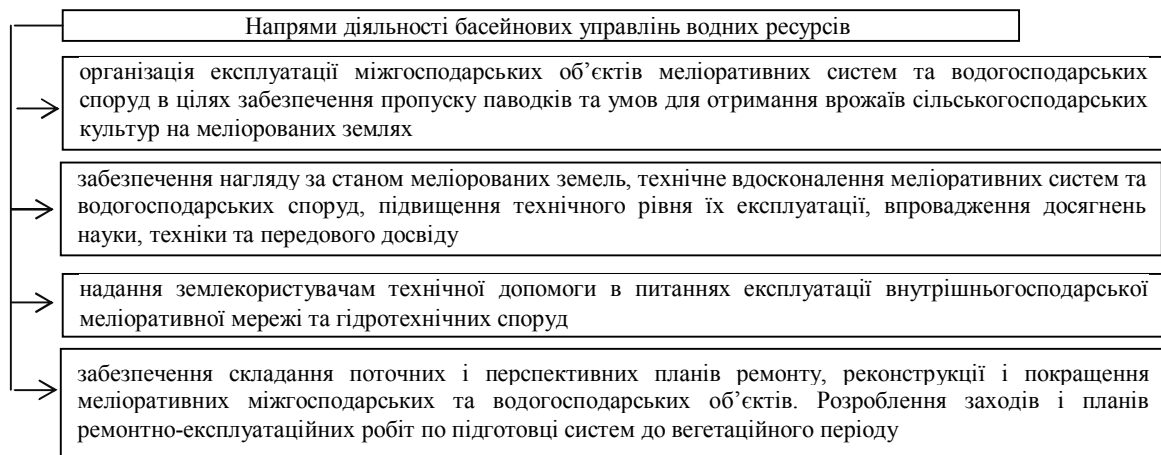 Напрями діяльності басейнових управлінь водних ресурсів
організація експлуатації міжгосподарських об’єктів меліоративних систем та водогосподарських
споруд в цілях забезпечення пропуску паводків та умов для отримання врожаїв сільськогосподарських
культур на меліорованих землях
забезпечення нагляду за станом меліорованих земель, технічне вдосконалення меліоративних систем та
водогосподарських споруд, підвищення технічного рівня їх експлуатації, впровадження досягнень
науки, техніки та передового досвіду
надання землекористувачам технічної допомоги в питаннях експлуатації внутрішньогосподарської
меліоративної мережі та гідротехнічних споруд
забезпечення складання поточних і перспективних планів ремонту, реконструкції і покращення
меліоративних міжгосподарських та водогосподарських об’єктів. Розроблення заходів і планів
ремонтно-експлуатаційних робіт по підготовці систем до вегетаційного періоду